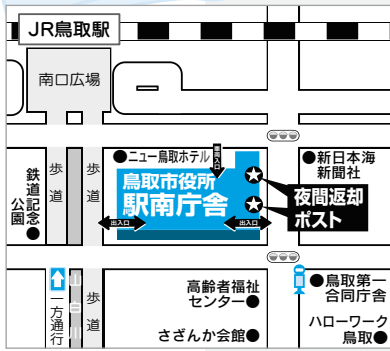 JR鳥取駅
南口広場
●ニュー鳥取ホテル
鳥取市役所
駅南庁舎
出入口
出入口
●新日本海
新聞社
夜間返却
ポスト
歩道
歩道
鉄道記念
公園●
一方通行
歩道
高齢者福祉
センター●
さざんか会館●
●鳥取第一
合同庁舎
ハローワーク
鳥取●